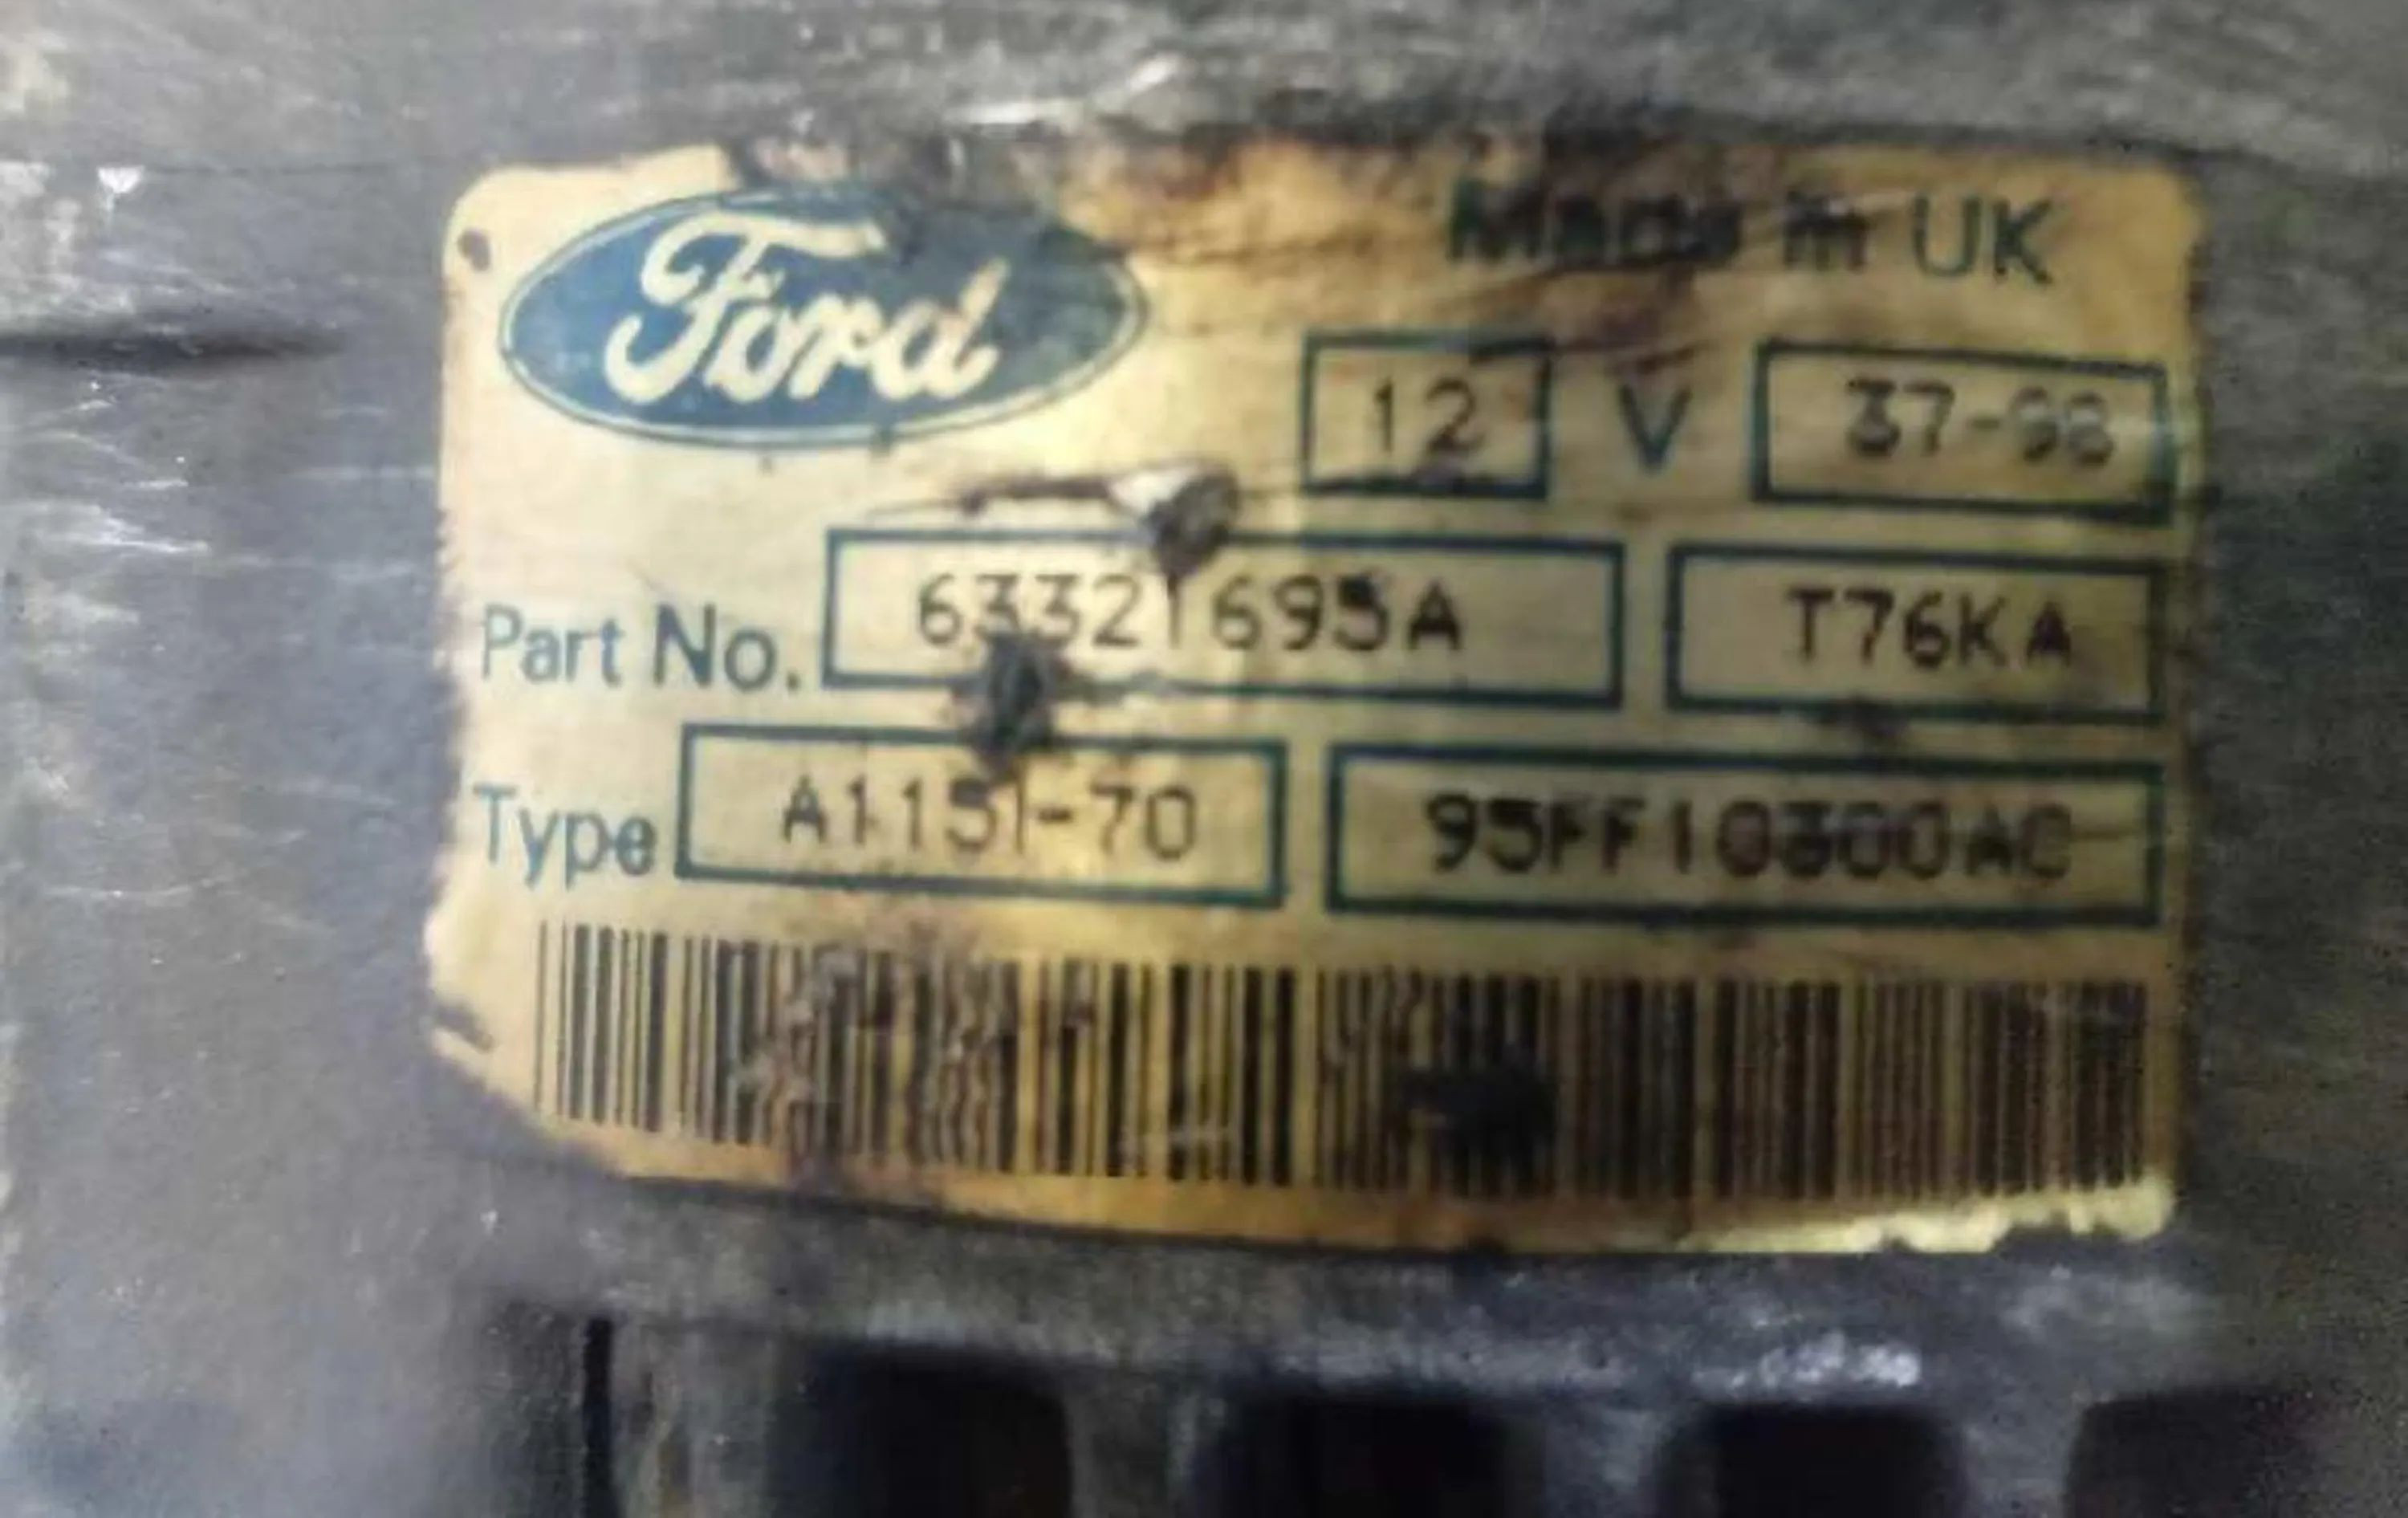 Ford
Made in UK
12 V 37-98
Part No. 63321695A T76KA
Type A1151-70 95FF10300AC